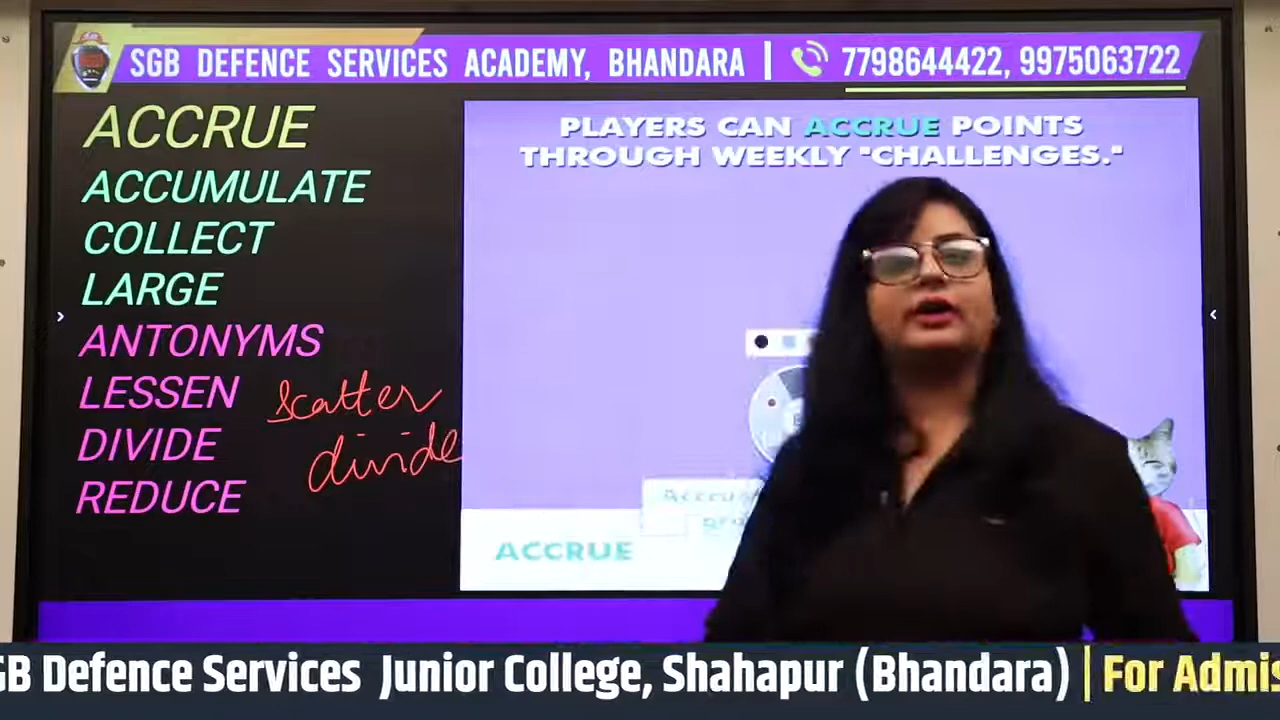 SGB DEFENCE SERVICES ACADEMY, BHANDARA | 7798644422, 9975063722
ACCRUE
ACCUMULATE
COLLECT
LARGE
ANTONYMS
LESSEN scatter
DIVIDE divide
REDUCE
PLAYERS CAN ACCRUE POINTS
THROUGH WEEKLY "CHALLENGES."
ACCRUE
GB Defence Services Junior College, Shahapur (Bhandara) | For Admis